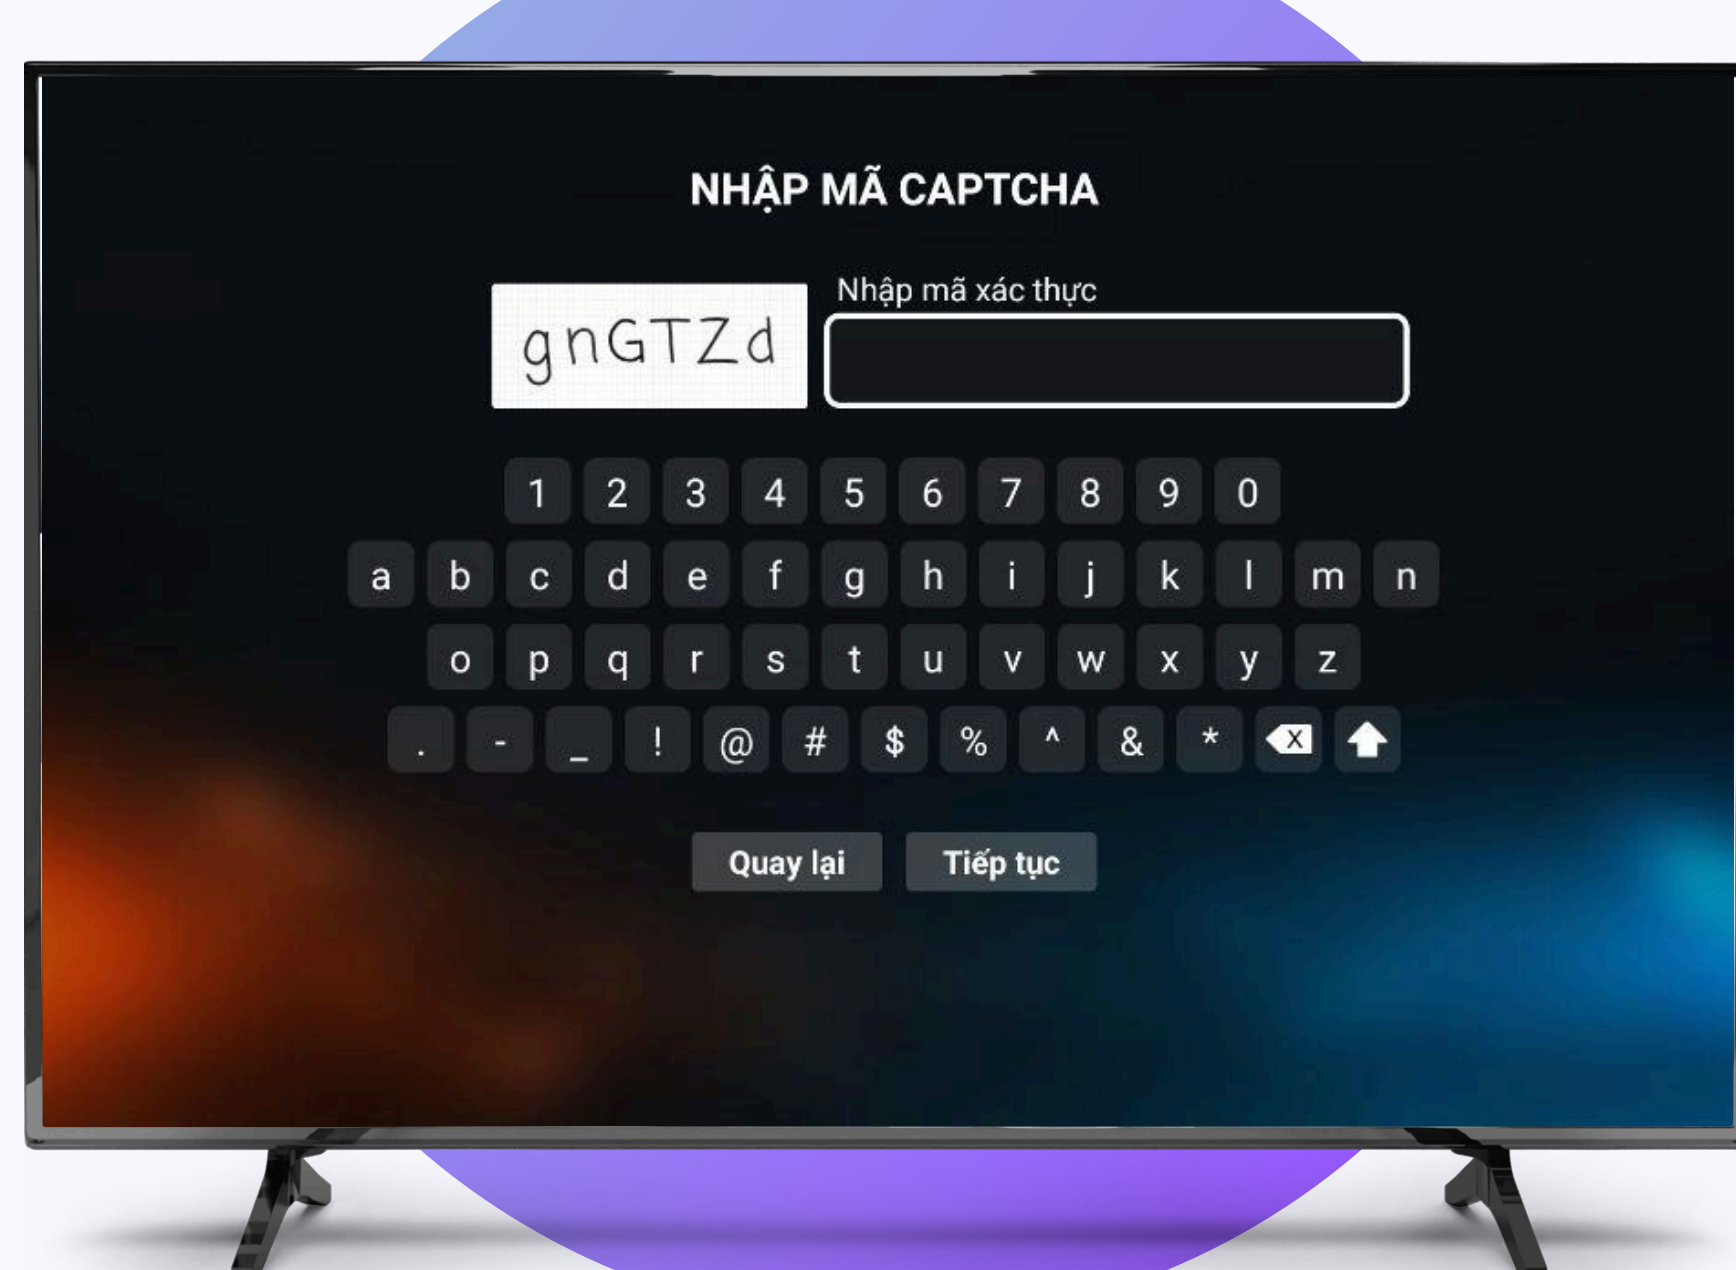 NHẬP MÃ CAPTCHA
Nhập mã xác thực
gnGTZd
1 2 3 4 5 6 7 8 9 0
a b c d e f g h i j k l m n
o p q r s t u v w x y z
. - _ ! @ # $ % ^ & * X
Quay lại Tiếp tục